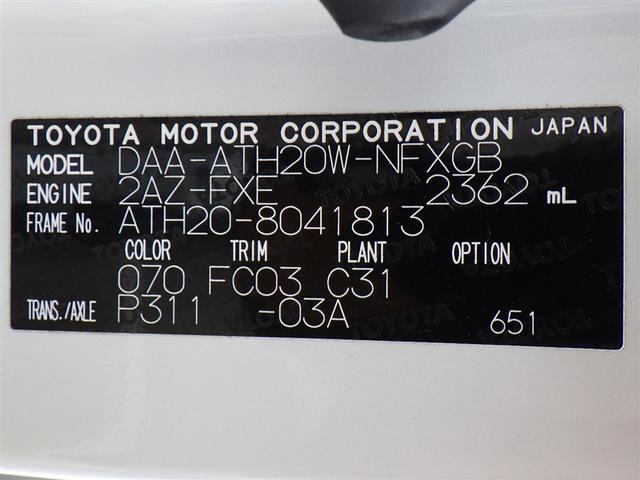 TOYOTA MOTOR CORPORATION JAPAN
MODEL DAA-ATH20W-NFXGB
ENGINE 2AZ-FXE 2362 mL
FRAME No. ATH20-8041813
COLOR TRIM PLANT OPTION
070 FC03 C31
TRANS./AXLE P311 -03A 651